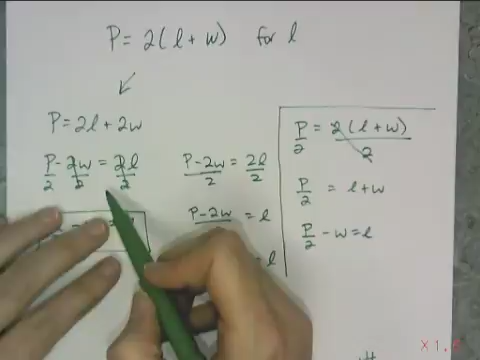 P = 2(l + w) for l
P = 2l + 2w
P/2 - 2w/2 = 2l/2
P - 2w/2 = 2l/2
P - 2w = l
l
P/2 = 2(l + w)/2
P/2 = l + w
P/2 - w = l
x1.